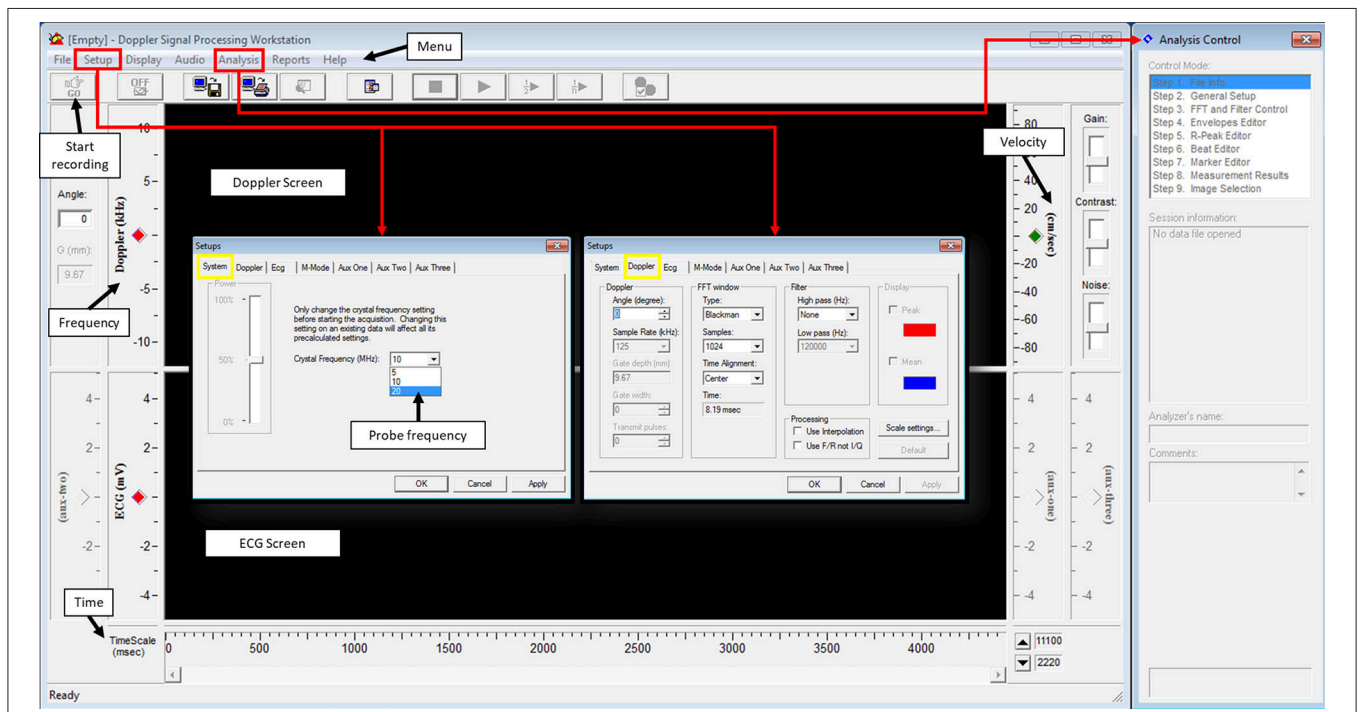 [Empty] - Doppler Signal Processing Workstation
Menu
File Setup Display Audio Analysis Reports Help
GO
OFF
Start
recording
Angle:
0
G (mm):
9.67
Frequency
Doppler (kHz)
10-
5-
-5-
-10-
Doppler Screen
Velocity
80
40
20
-20
-40
-60
-80
(cm/sec)
Gain:
Contrast:
Noise:
Setups
System Doppler Ecg M-Mode Aux One Aux Two Aux Three
Power
100%
50%
0%
Only change the crystal frequency setting
before starting the acquisition. Changing this
setting on an existing data will affect all its
precalculated settings.
Crystal Frequency (MHz): 10
5
10
20
Probe frequency
OK Cancel Apply
Setups
System Doppler Ecg M-Mode Aux One Aux Two Aux Three
Doppler
Angle (degree):
0
Sample Rate (kHz):
125
Gate depth (mm):
9.67
Gate width:
0
Transmit pulses:
0
FFT window
Type:
Blackman
Samples:
1024
Time Alignment:
Center
Time:
8.19 msec
Filter
High pass (Hz):
None
Low pass (Hz):
120000
Processing
Use Interpolation
Use F/R not I/Q
Display
Peak
Mean
Scale settings...
Default
OK Cancel Apply
4-
2-
-2-
(aux-two)
4-
2-
-2-
-4-
ECG (mV)
ECG Screen
4
2
-2
-4
(aux-one)
4
2
-2
-4
(aux-three)
Time
TimeScale
(msec)
0 500 1000 1500 2000 2500 3000 3500 4000
11100
2220
Ready
Analysis Control
Control Mode:
Step 1. File info
Step 2. General Setup
Step 3. FFT and Filter Control
Step 4. Envelopes Editor
Step 5. R-Peak Editor
Step 6. Beat Editor
Step 7. Marker Editor
Step 8. Measurement Results
Step 9. Image Selection
Session information:
No data file opened
Analyzer's name:
Comments: